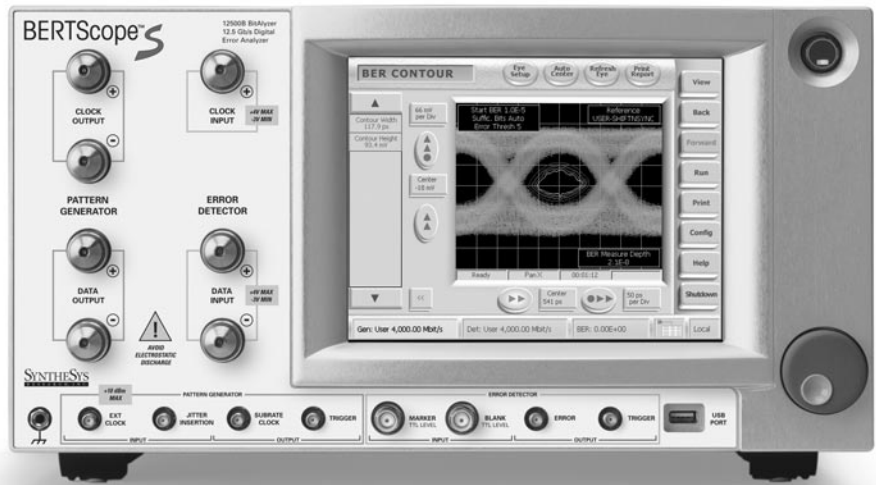 BERTScope™ S
12500B BitAlyzer
12.5 Gb/s Digital
Error Analyzer
+
CLOCK
OUTPUT
-
+
CLOCK
INPUT
+4V MAX
-3V MIN
PATTERN
GENERATOR
ERROR
DETECTOR
+
DATA
OUTPUT
-
+
DATA
INPUT
+4V MAX
-3V MIN
-
AVOID
ELECTROSTATIC
DISCHARGE
SYNTHESYS
BER CONTOUR
Eye
Setup
Auto
Center
Refresh
Eye
Print
Report
View
Back
Forward
Run
Print
Config
Help
Shutdown
Contour Width
117.9 ps
Contour Height
93.4 mV
66 mV
per Div
Center
-18 mV
Start BER 1.0E-5
Suffic. Bits Auto
Error Thresh 5
Reference
USER-SHIFTNSYNC
BER Measure Depth
2.1E-0
Ready
Pan X
00:01:12
<<
Center
541 ps
50 ps
per Div
Gen: User 4,000.00 Mbit/s
Det: User 4,000.00 Mbit/s
BER: 0.00E+00
Local
+10 dBm
MAX
PATTERN GENERATOR
EXT
CLOCK
JITTER
INSERTION
SUBRATE
CLOCK
TRIGGER
INPUT
OUTPUT
ERROR DETECTOR
MARKER
TTL LEVEL
BLANK
TTL LEVEL
ERROR
TRIGGER
INPUT
OUTPUT
USB
PORT